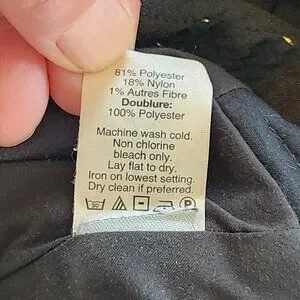 81% Polyester
18% Nylon
1% Autres Fibre
Doublure:
100% Polyester
Machine wash cold.
Non chlorine
bleach only.
Lay flat to dry.
Iron on lowest setting.
Dry clean if preferred.
30 P